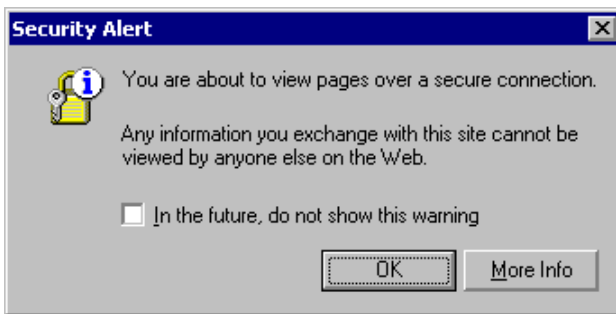 Security Alert
You are about to view pages over a secure connection.
Any information you exchange with this site cannot be
viewed by anyone else on the Web.
In the future, do not show this warning
OK
More Info